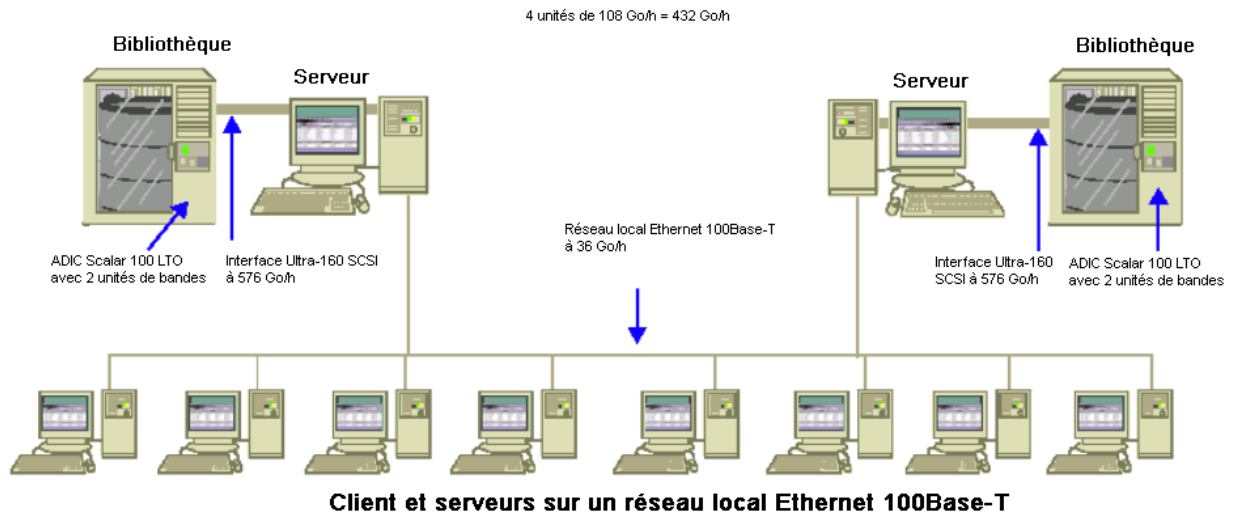 4 unités de 108 Go/h = 432 Go/h
Bibliothèque
Serveur
Serveur
Bibliothèque
ADIC Scalar 100 LTO
avec 2 unités de bandes
Interface Ultra-160 SCSI
à 576 Go/h
Réseau local Ethernet 100Base-T
à 36 Go/h
Interface Ultra-160
SCSI à 576 Go/h
ADIC Scalar 100 LTO
avec 2 unités de bandes
Client et serveurs sur un réseau local Ethernet 100Base-T